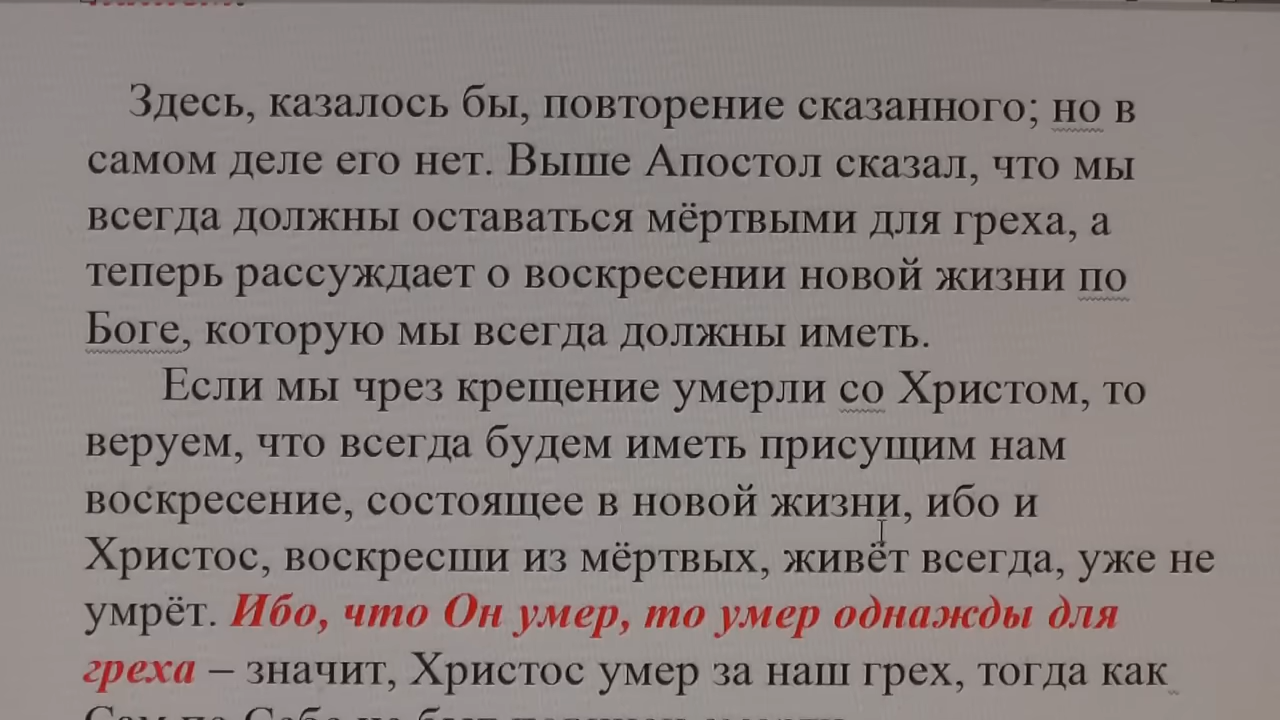 Здесь, казалось бы, повторение сказанного; но в
самом деле его нет. Выше Апостол сказал, что мы
всегда должны оставаться мёртвыми для греха, а
теперь рассуждает о воскресении новой жизни по
Боге, которую мы всегда должны иметь.
Если мы чрез крещение умерли со Христом, то
веруем, что всегда будем иметь присущим нам
воскресение, состоящее в новой жизни, ибо и
Христос, воскресши из мёртвых, живёт всегда, уже не
умрёт. Ибо, что Он умер, то умер однажды для
греха – значит, Христос умер за наш грех, тогда как